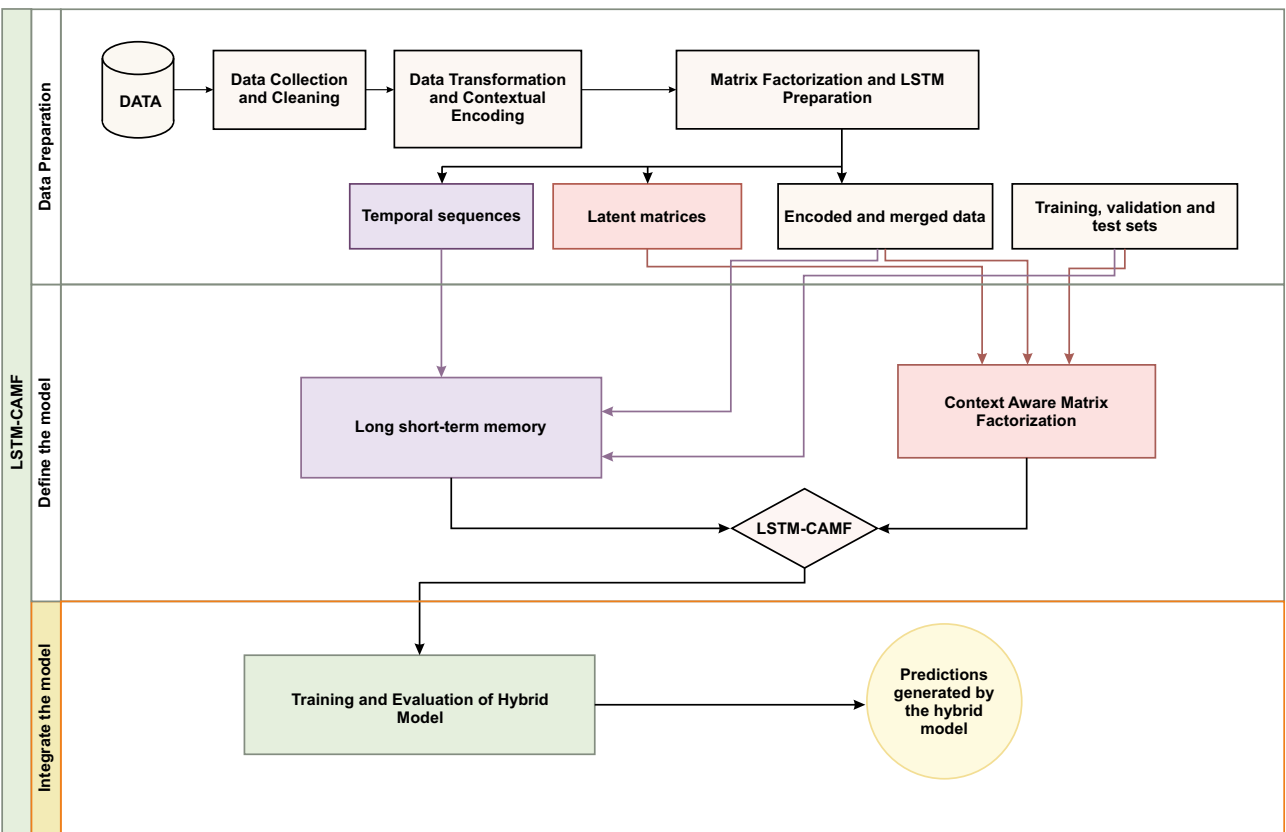 LSTM-CAMF
Data Preparation
DATA
Data Collection
and Cleaning
Data Transformation
and Contextual
Encoding
Matrix Factorization and LSTM
Preparation
Temporal sequences
Latent matrices
Encoded and merged data
Training, validation and
test sets
Define the model
Long short-term memory
Context Aware Matrix
Factorization
LSTM-CAMF
Integrate the model
Training and Evaluation of Hybrid
Model
Predictions
generated by
the hybrid
model